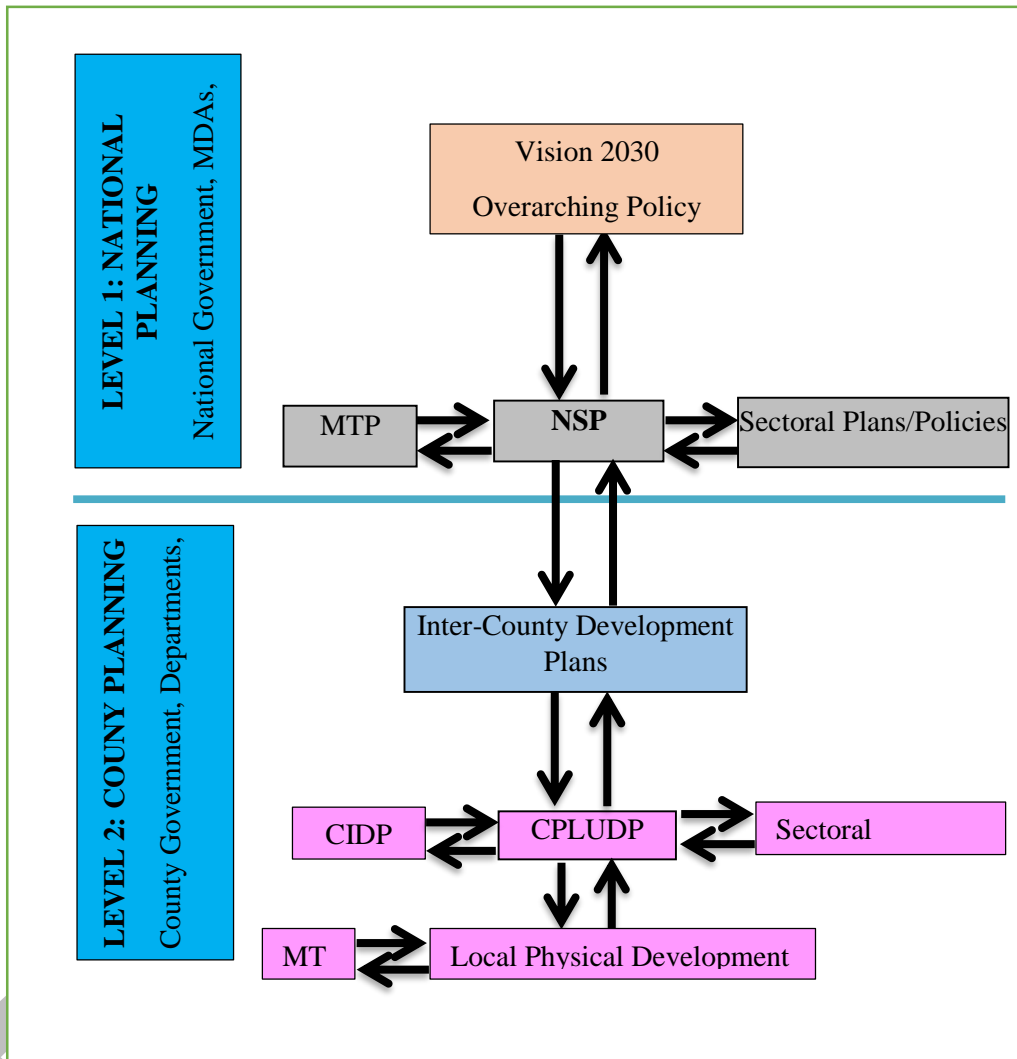 LEVEL 1: NATIONAL
PLANNING
National Government, MDAs,
Vision 2030
Overarching Policy
MTP
NSP
Sectoral Plans/Policies
LEVEL 2: COUNY PLANNING
County Government, Departments,
Inter-County Development
Plans
CIDP
CPLUDP
Sectoral
MT
Local Physical Development